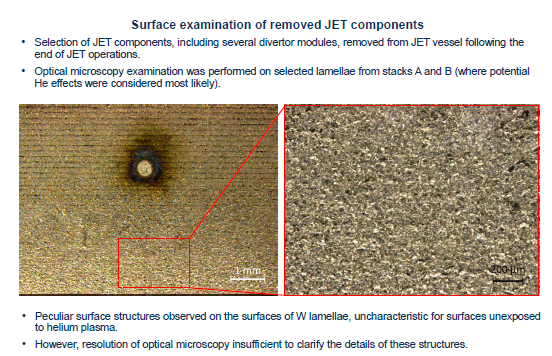 Surface examination of removed JET components
• Selection of JET components, including several divertor modules, removed from JET vessel following the
end of JET operations.
• Optical microscopy examination was performed on selected lamellae from stacks A and B (where potential
He effects were considered most likely).
1 mm
200 µm
• Peculiar surface structures observed on the surfaces of W lamellae, uncharacteristic for surfaces unexposed
to helium plasma.
• However, resolution of optical microscopy insufficient to clarify the details of these structures.